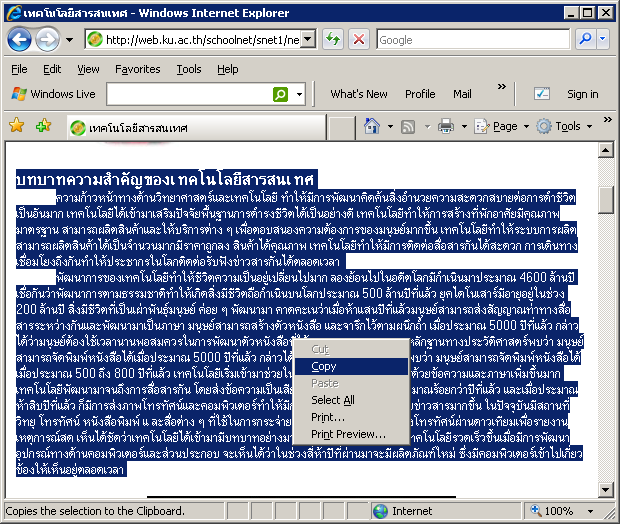 เทคโนโลยีสารสนเทศ - Windows Internet Explorer
http://web.ku.ac.th/schoolnet/snet1/ne
Google
File Edit View Favorites Tools Help
Windows Live What's New Profile Mail » Sign in
เทคโนโลยีสารสนเทศ Page Tools »
บทบาทความสำคัญของเทคโนโลยีสารสนเทศ
ความก้าวหน้าทางด้านวิทยาศาสตร์และเทคโนโลยี ทำให้มีการพัฒนาคิดค้นสิ่งอำนวยความสะดวกสบายต่อการดำชีวิต
เป็นอันมาก เทคโนโลยีได้เข้ามาเสริมปัจจัยพื้นฐานการดำรงชีวิตได้เป็นอย่างดี เทคโนโลยีทำให้การสร้างที่พักอาศัยมีคุณภาพ
มาตรฐาน สามารถผลิตสินค้าและให้บริการต่าง ๆ เพื่อตอบสนองความต้องการของมนุษย์มากขึ้น เทคโนโลยีทำให้ระบบการผลิต
สามารถผลิตสินค้าได้เป็นจำนวนมากมีราคาถูกลง สินค้าได้คุณภาพ เทคโนโลยีทำให้มีการติดต่อสื่อสารกันได้สะดวก การเดินทาง
เชื่อมโยงถึงกันทำให้ประชากรในโลกติดต่อรับฟังข่าวสารกันได้ตลอดเวลา
พัฒนาการของเทคโนโลยีทำให้ชีวิตความเป็นอยู่เปลี่ยนไปมาก ลองย้อนไปในอดีตโลกมีกำเนินมาประมาณ 4600 ล้านปี
เชื่อกันว่าพัฒนาการตามธรรมชาติทำให้เกิดสิ่งมีชีวิตถือกำเนินบนโลกประมาณ 500 ล้านปีที่แล้ว ยุคไดโนเสาร์มีอายุอยู่ในช่วง
200 ล้านปี สิ่งมีชีวิตที่เป็นเผ่าพันธุ์มนุษย์ ค่อย ๆ พัฒนามา คาดคะเนว่าเมื่อห้าแสนปีที่แล้วมนุษย์สามารถส่งสัญญาณท่าทางสื่อ
สารระหว่างกันและพัฒนามาเป็นภาษา มนุษย์สามารถสร้างตัวหนังสือ และจารึกไว้ตามผนึกถ้ำ เมื่อประมาณ 5000 ปีที่แล้ว กล่าว
ได้ว่ามนุษย์ต้องใช้เวลานานพอสมควรในการพัฒนาตัวหนังสือที่ หลักฐานทางประวัติศาสตร์พบว่า มนุษย์
สามารถจัดพิมพ์หนังสือได้เมื่อประมาณ 5000 ปีที่แล้ว กล่าวได้ พบว่า มนุษย์สามารถจัดพิมพ์หนังสือได้
เมื่อประมาณ 500 ถึง 800 ปีที่แล้ว เทคโนโลยีเริ่มเข้ามาช่วยใน ด้วยข้อความและภาษาเพิ่มขึ้นมาก
เทคโนโลยีพัฒนามาจนถึงการสื่อสารกัน โดยส่งข้อความเป็นเสีย มาณร้อยกว่าปีที่แล้ว และเมื่อประมาณ
ห้าสิบปีที่แล้ว ก็มีการส่งภาพโทรทัศน์และคอมพิวเตอร์ทำให้มี ข่าวสารมากขึ้น ในปัจจุบันมีสถานที่
วิทยุ โทรทัศน์ หนังสือพิมพ์ แ ละสื่อต่าง ๆ ที่ใช้ในการกระจาย โทรทัศน์ผ่านดาวเทียมเพื่อรายงาน
เหตุการณ์สด เห็นได้ชัดว่าเทคโนโลยีได้เข้ามามีบทบาทอย่างม เทคโนโลยีรวดเร็วขึ้นเมื่อมีการพัฒนา
อุปกรณ์ทางด้านคอมพิวเตอร์และส่วนประกอบ จะเห็นได้ว่าในช่วงสี่ห้าปีที่ผ่านมาจะมีผลิตภัณฑ์ใหม่ ซึ่งมีคอมพิวเตอร์เข้าไปเกี่ยว
ข้องให้เห็นอยู่ตลอดเวลา
Cut
Copy
Paste
Select All
Print...
Print Preview...
Copies the selection to the Clipboard. Internet 100%